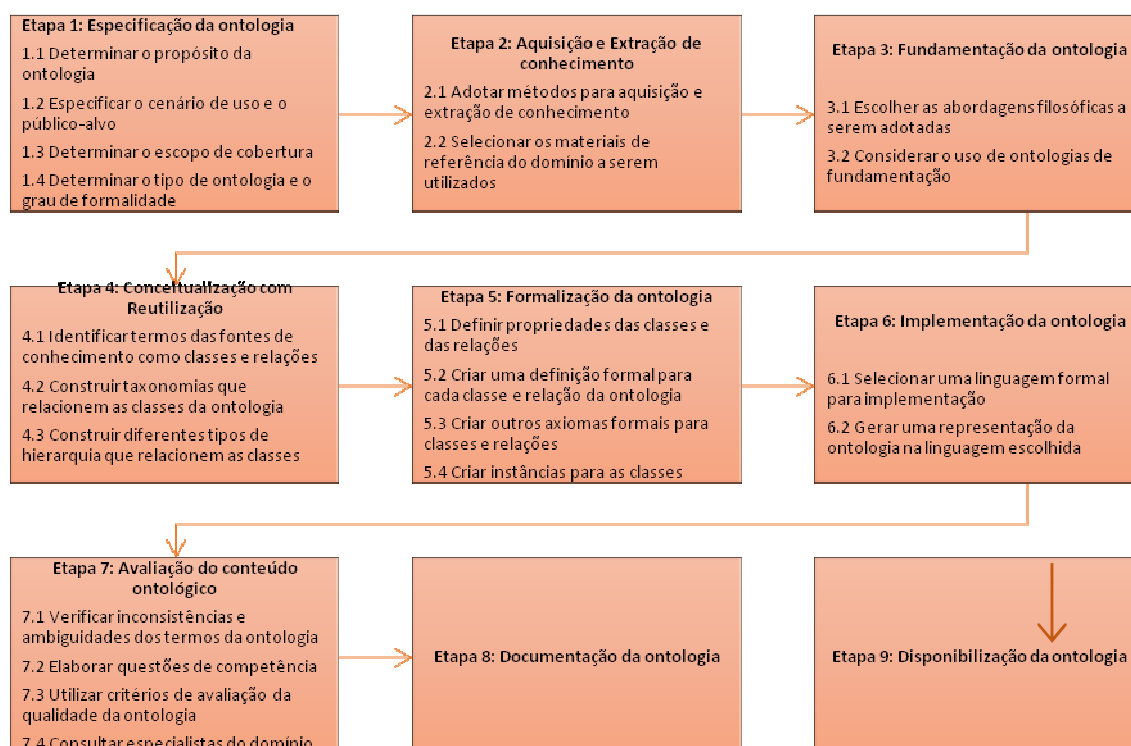 Etapa 1: Especificação da ontologia
1.1 Determinar o propósito da
ontologia
1.2 Especificar o cenário de uso e o
público-alvo
1.3 Determinar o escopo de cobertura
1.4 Determinar o tipo de ontologia e o
grau de formalidade
Etapa 2: Aquisição e Extração de
conhecimento
2.1 Adotar métodos para aquisição e
extração de conhecimento
2.2 Selecionar os materiais de
referência do domínio a serem
utilizados
Etapa 3: Fundamentação da ontologia
3.1 Escolher as abordagens filosóficas a
serem adotadas
3.2 Considerar o uso de ontologias de
fundamentação
Etapa 4: Conceitualização com
Reutilização
4.1 Identificar termos das fontes de
conhecimento como classes e relações
4.2 Construir taxonomias que
relacionem as classes da ontologia
4.3 Construir diferentes tipos de
hierarquia que relacionem as classes
Etapa 5: Formalização da ontologia
5.1 Definir propriedades das classes e
das relações
5.2 Criar uma definição formal para
cada classe e relação da ontologia
5.3 Criar outros axiomas formais para
classes e relações
5.4 Criar instâncias para as classes
Etapa 6: Implementação da ontologia
6.1 Selecionar uma linguagem formal
para implementação
6.2 Gerar uma representação da
ontologia na linguagem escolhida
Etapa 7: Avaliação do conteúdo
ontológico
7.1 Verificar inconsistências e
ambiguidades dos termos da ontologia
7.2 Elaborar questões de competência
7.3 Utilizar critérios de avaliação da
qualidade da ontologia
7.4 Consultar especialistas do domínio
Etapa 8: Documentação da ontologia
Etapa 9: Disponibilização da ontologia